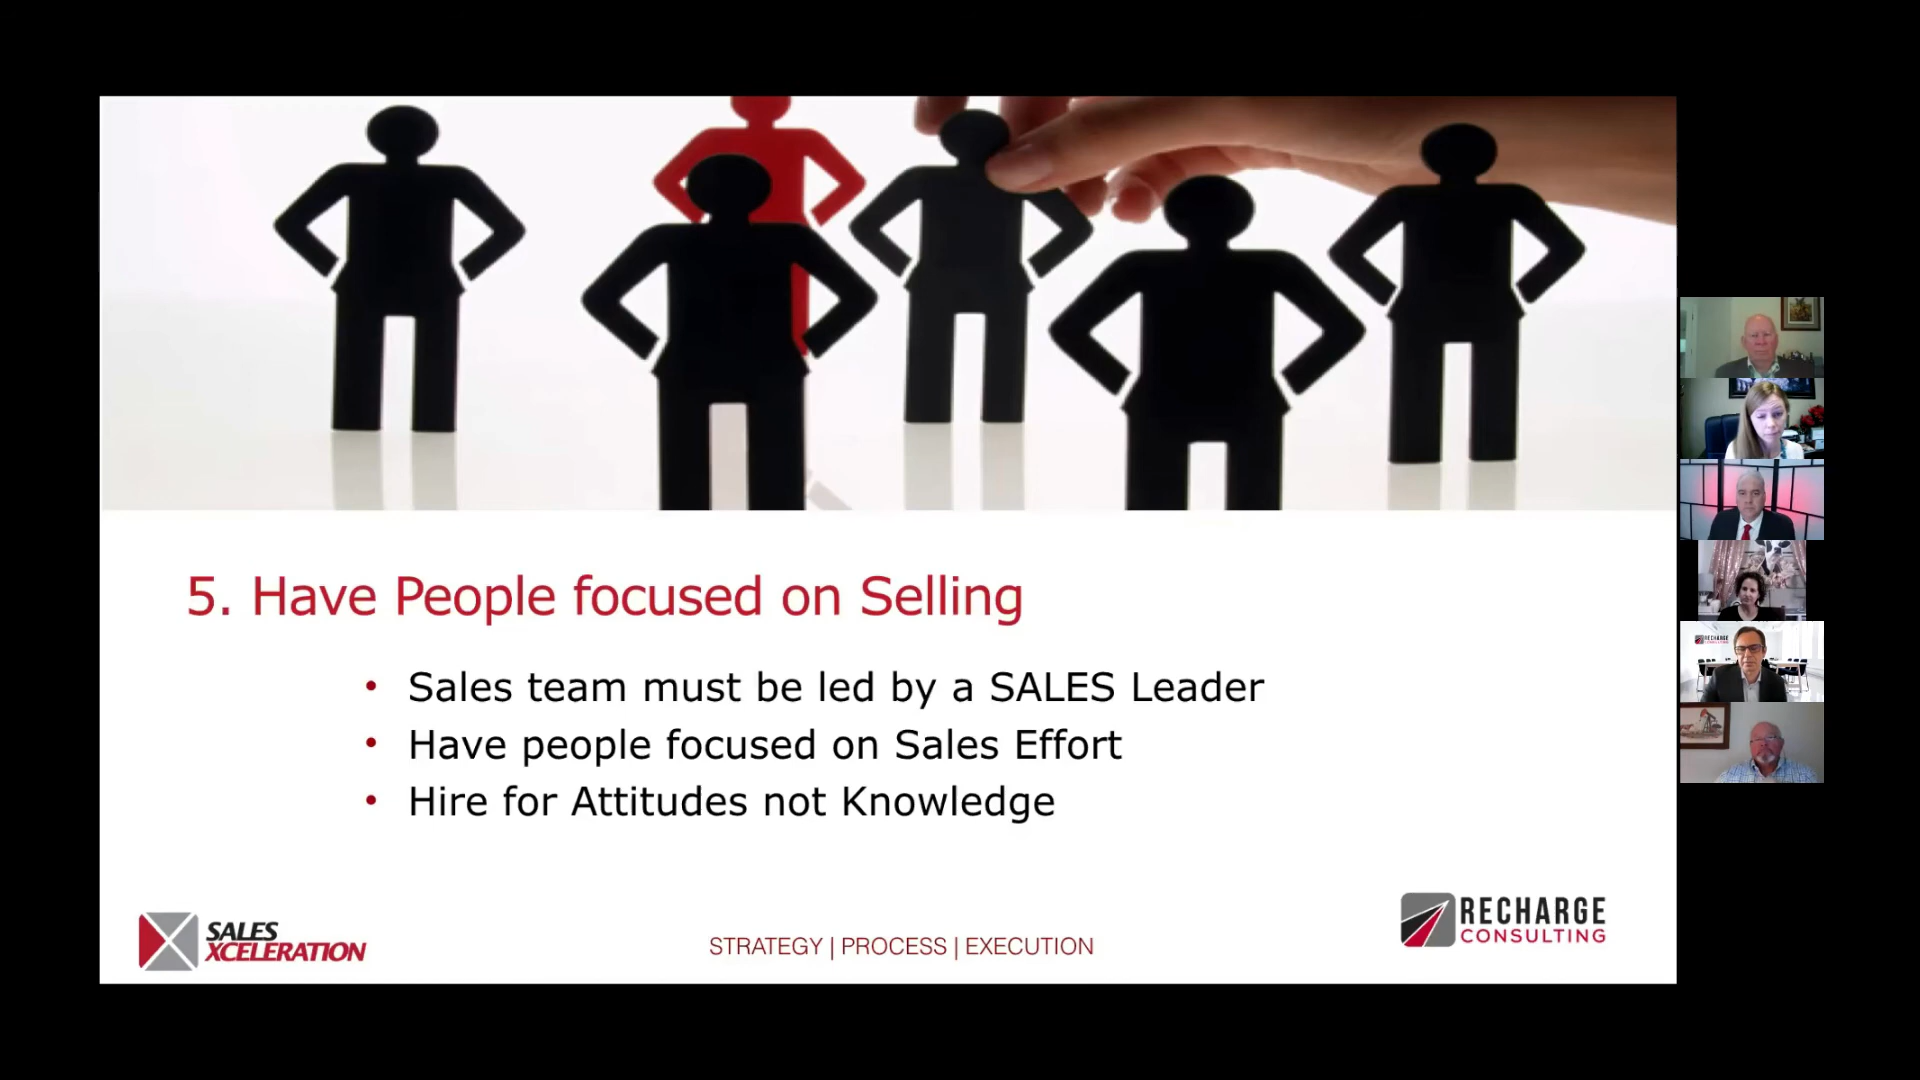 5. Have People focused on Selling
• Sales team must be led by a SALES Leader
• Have people focused on Sales Effort
• Hire for Attitudes not Knowledge
SALES
XCELERATION
STRATEGY | PROCESS | EXECUTION
RECHARGE
CONSULTING
RECHARGE